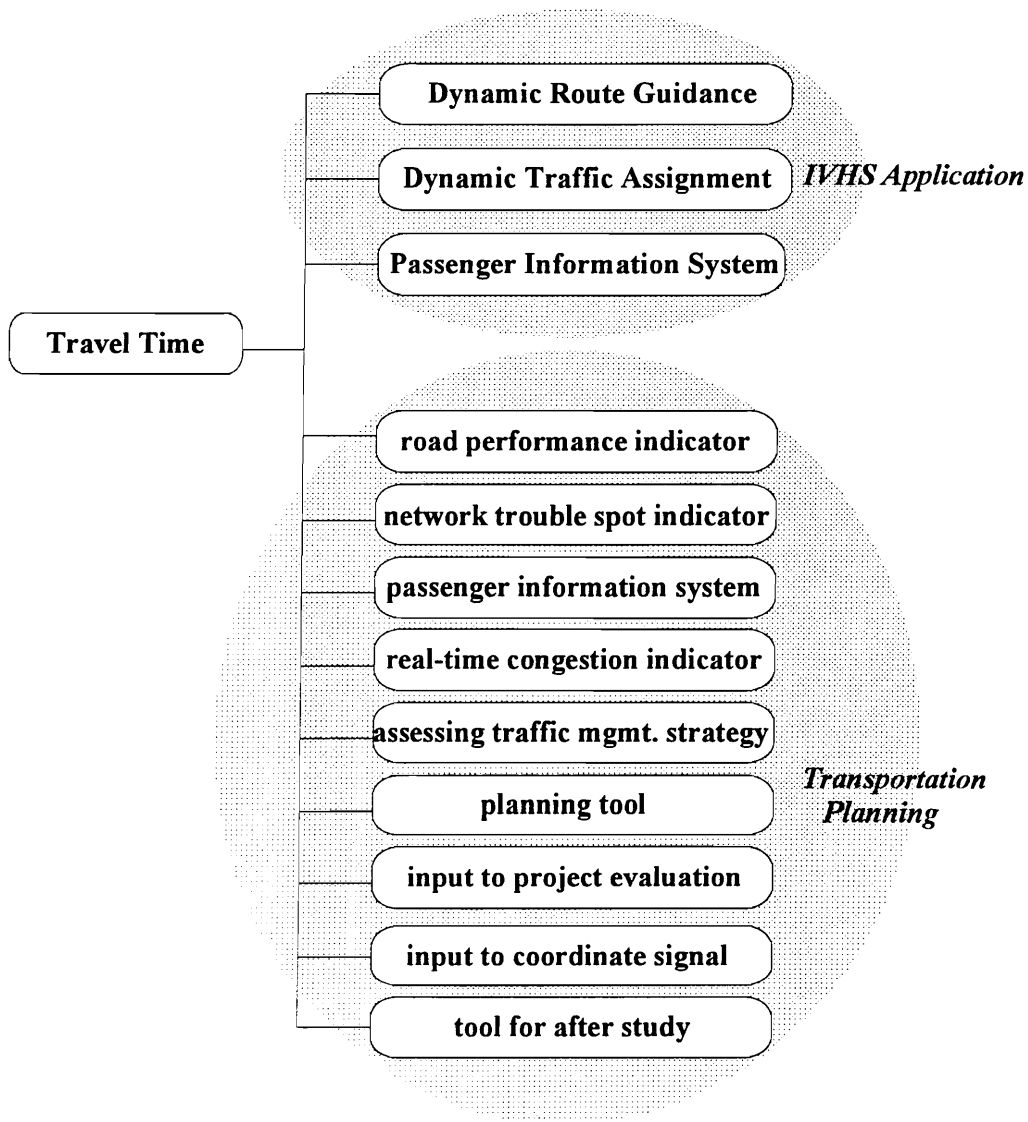 Dynamic Route Guidance
Dynamic Traffic Assignment
IVHS Application
Passenger Information System
Travel Time
road performance indicator
network trouble spot indicator
passenger information system
real-time congestion indicator
assessing traffic mgmt. strategy
planning tool
Transportation
Planning
input to project evaluation
input to coordinate signal
tool for after study